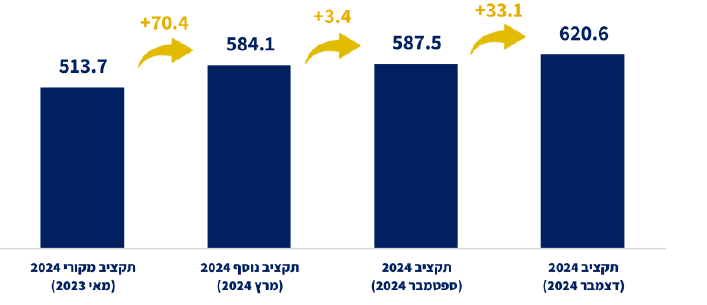 +70.4
+3.4
+33.1
513.7
584.1
587.5
620.6
תקציב מקורי 2024
(מאי 2023)
תקציב נוסף 2024
(מרץ 2024)
תקציב 2024
(ספטמבר 2024)
תקציב 2024
(דצמבר 2024)